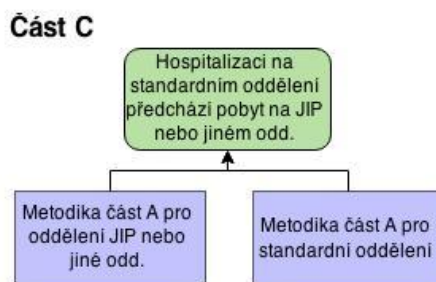 Část C
Hospitalizaci na
standardním oddělení
předchází pobyt na JIP
nebo jiném odd.
Metodika část A pro
oddělení JIP nebo
jiné odd.
Metodika část A pro
standardní oddělení